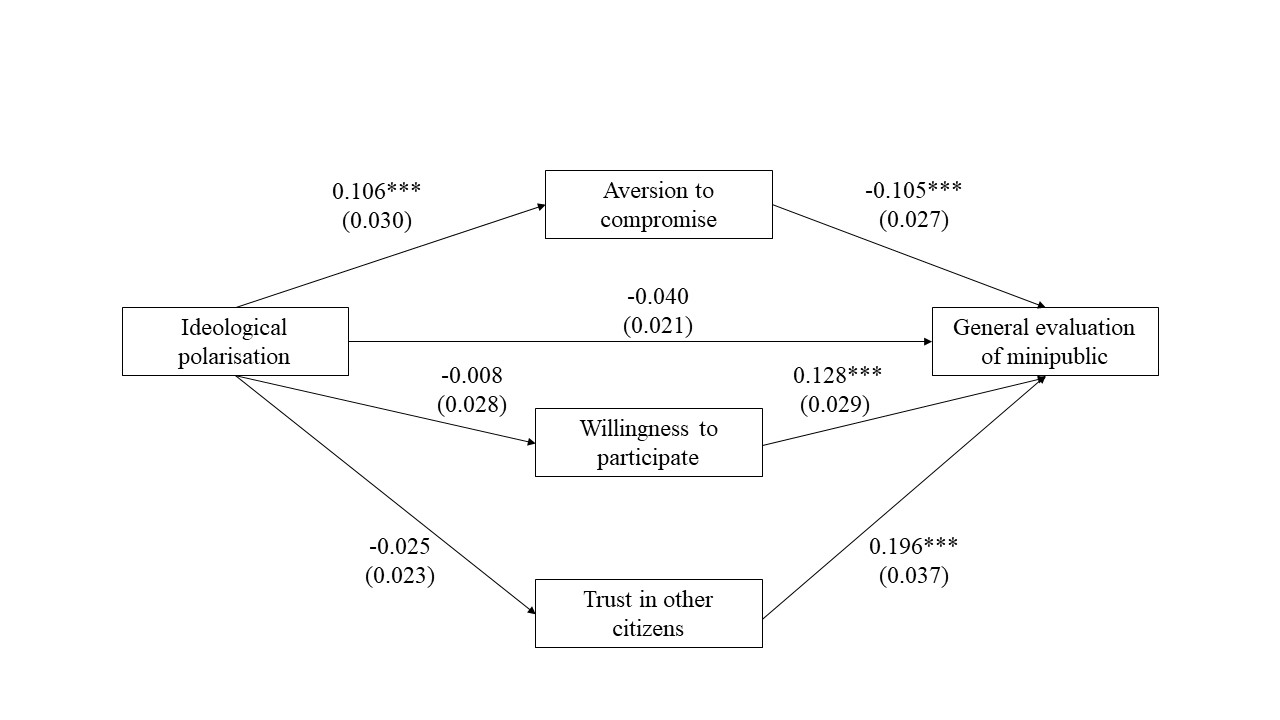 0.106***
(0.030)
Aversion to
compromise
-0.105***
(0.027)
Ideological
polarisation
-0.040
(0.021)
General evaluation
of minipublic
-0.008
(0.028)
Willingness to
participate
0.128***
(0.029)
-0.025
(0.023)
Trust in other
citizens
0.196***
(0.037)